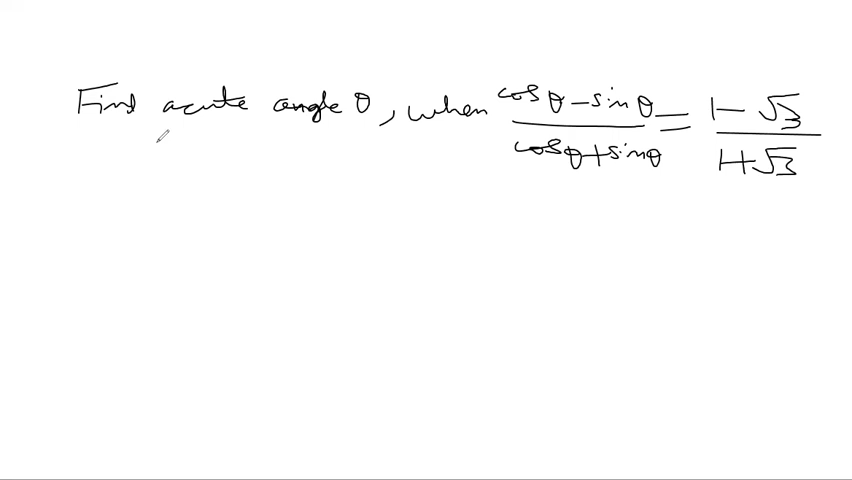 Find acute angle θ, when (cosθ - sinθ)/(cosθ + sinθ) = (1 - √3)/(1 + √3)